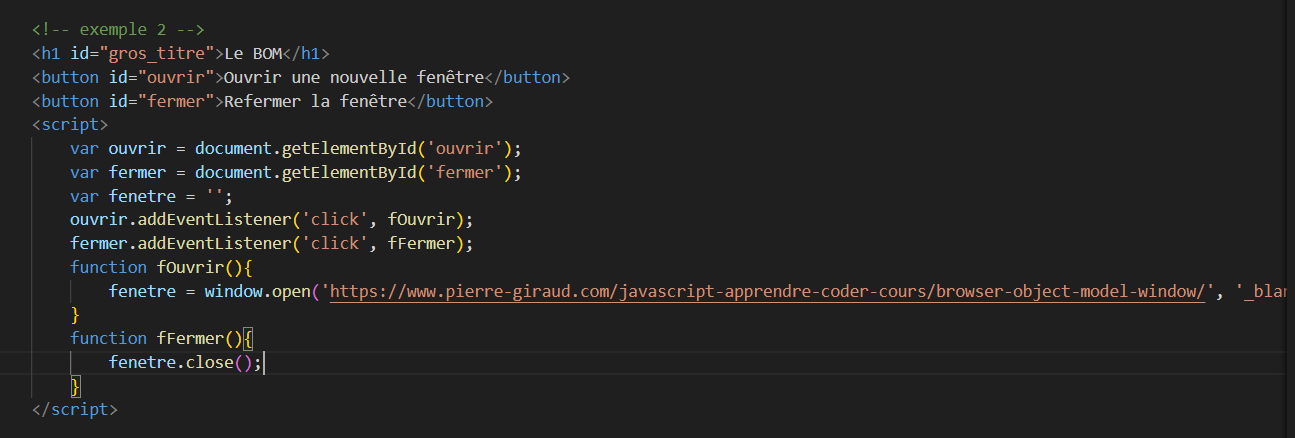 <!-- exemple 2 -->
<h1 id="gros_titre">Le BOM</h1>
<button id="ouvrir">Ouvrir une nouvelle fenêtre</button>
<button id="fermer">Refermer la fenêtre</button>
<script>
var ouvrir = document.getElementById('ouvrir');
var fermer = document.getElementById('fermer');
var fenetre = '';
ouvrir.addEventListener('click', fOuvrir);
fermer.addEventListener('click', fFermer);
function fOuvrir(){
fenetre = window.open('https://www.pierre-giraud.com/javascript-apprendre-coder-cours/browser-object-model-window/', '_blan
}
function fFermer(){
fenetre.close();
}
</script>